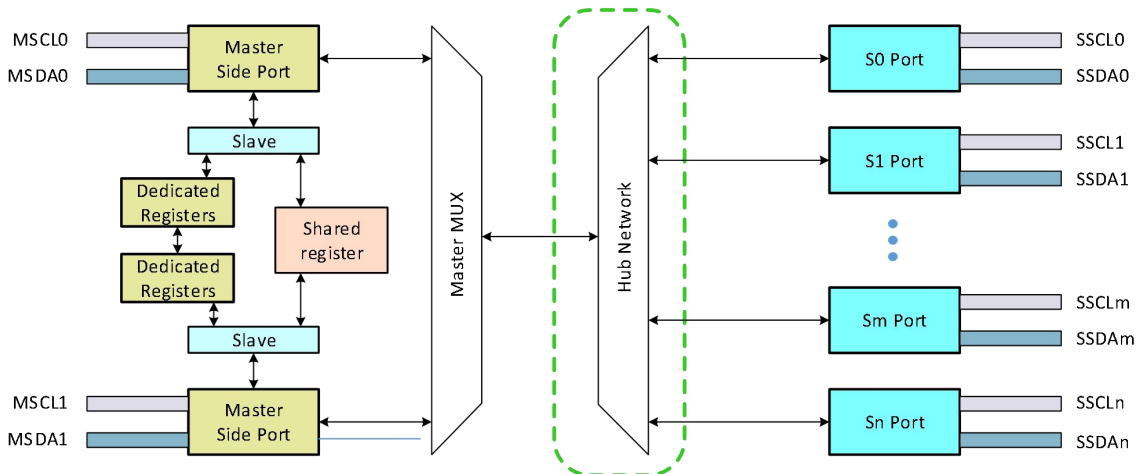 MSCL0
MSDA0
Master
Side Port
Slave
Dedicated
Registers
Shared
register
Dedicated
Registers
Slave
MSCL1
MSDA1
Master
Side Port
Master MUX
Hub Network
S0 Port
SSCL0
SSDA0
S1 Port
SSCL1
SSDA1
Sm Port
SSCLm
SSDAm
Sn Port
SSCLn
SSDAn